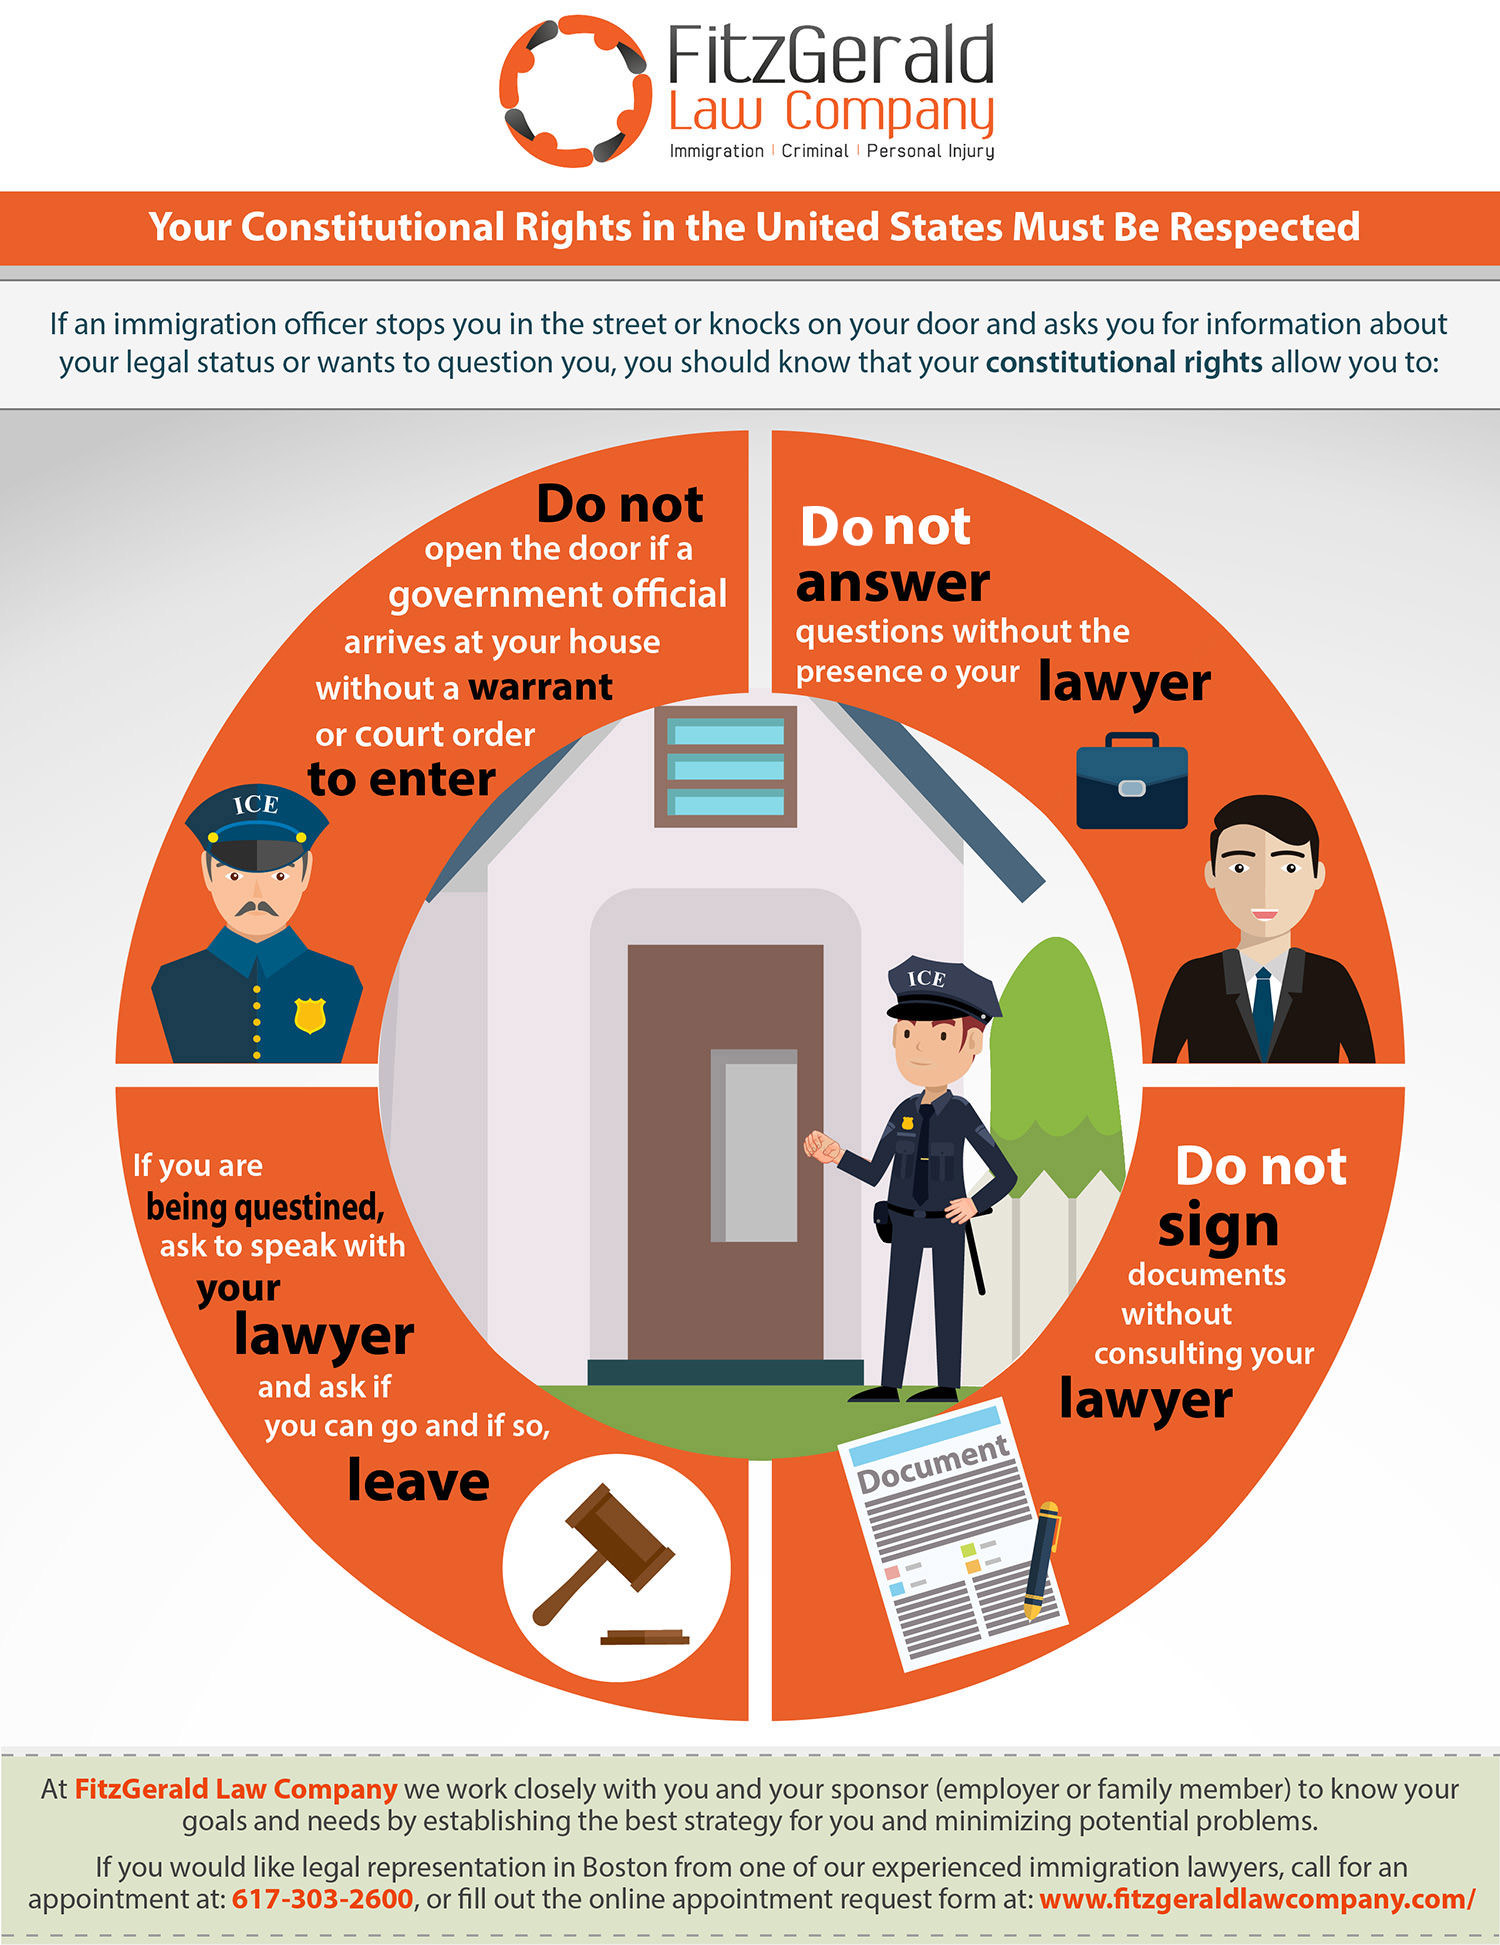 FitzGerald
Law Company
Immigration | Criminal | Personal Injury
Your Constitutional Rights in the United States Must Be Respected
If an immigration officer stops you in the street or knocks on your door and asks you for information about
your legal status or wants to question you, you should know that your constitutional rights allow you to:
Do not
open the door if a
government official
arrives at your house
without a warrant
or court order
to enter
ICE
Do not
answer
questions without the
presence o your lawyer
ICE
If you are
being questined,
ask to speak with
your
lawyer
and ask if
you can go and if so,
leave
Do not
sign
documents
without
consulting your
lawyer
Document
At FitzGerald Law Company we work closely with you and your sponsor (employer or family member) to know your
goals and needs by establishing the best strategy for you and minimizing potential problems.
If you would like legal representation in Boston from one of our experienced immigration lawyers, call for an
appointment at: 617-303-2600, or fill out the online appointment request form at: www.fitzgeraldlawcompany.com/